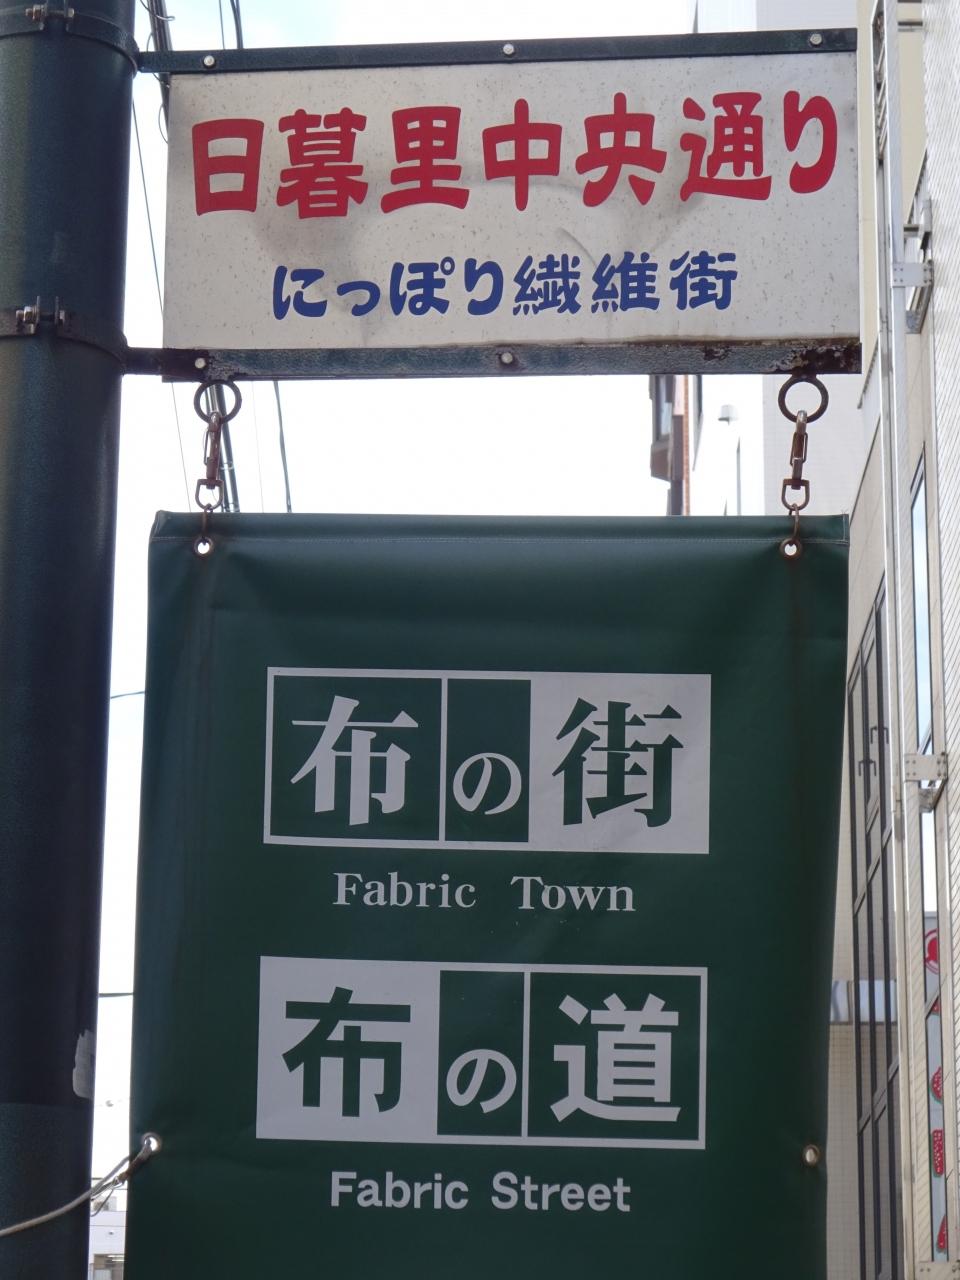 日暮里中央通り
にっぽり繊維街
布の街
Fabric Town
布の道
Fabric Street